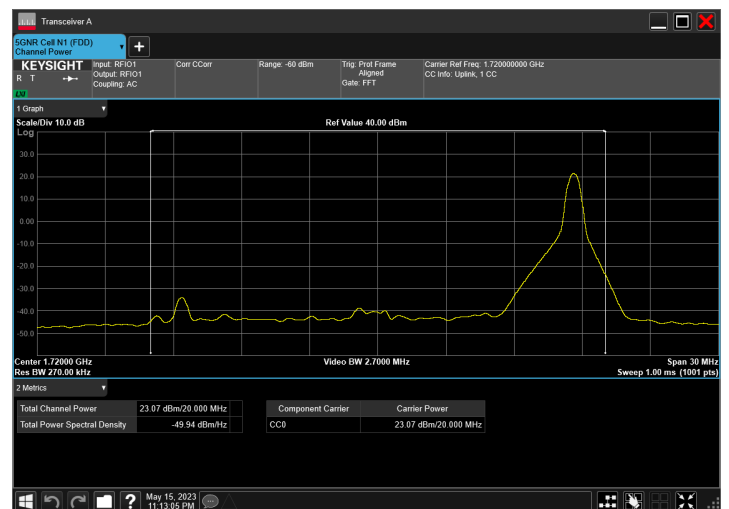 Transceiver A
5GNR Cell N1 (FDD)
Channel Power
KEYSIGHT
R T
LXI
Input: RFIO1
Output: RFIO1
Coupling: AC
Corr CCorr
Range: -60 dBm
Trig: Prot Frame
Aligned
Gate: FFT
Carrier Ref Freq: 1.720000000 GHz
CC Info: Uplink, 1 CC
1 Graph
Scale/Div 10.0 dB
Ref Value 40.00 dBm
Log
30.0
20.0
10.0
0.00
-10.0
-20.0
-30.0
-40.0
-50.0
Center 1.72000 GHz
Video BW 2.7000 MHz
Span 30 MHz
Res BW 270.00 kHz
Sweep 1.00 ms (1001 pts)
2 Metrics
Total Channel Power 23.07 dBm/20.000 MHz
Total Power Spectral Density -49.94 dBm/Hz
Component Carrier Carrier Power
CC0 23.07 dBm/20.000 MHz
May 15, 2023
11:13:05 PM